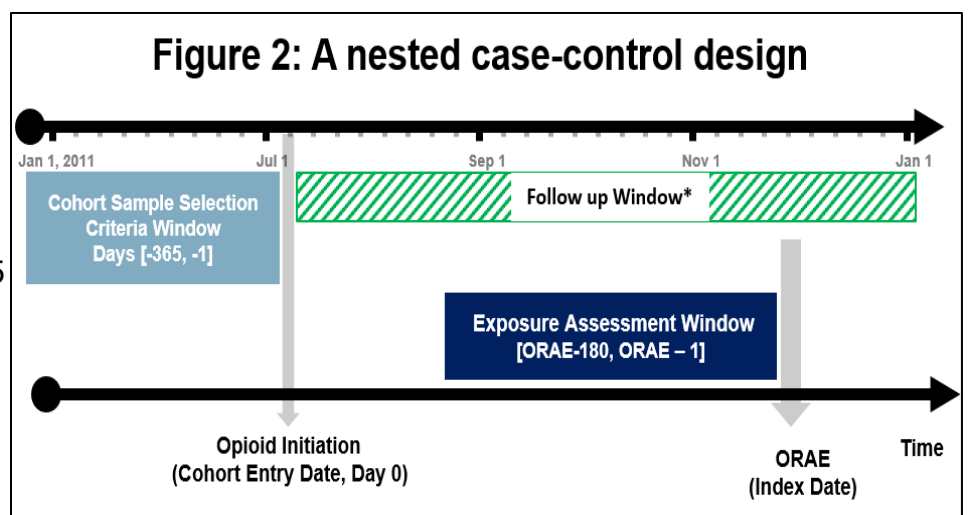 Figure 2: A nested case-control design
Jan 1, 2011 Jul 1 Sep 1 Nov 1 Jan 1
Cohort Sample Selection
Criteria Window
Days [-365, -1]
Follow up Window*
5
Exposure Assessment Window
[ORAE-180, ORAE – 1]
Opioid Initiation
(Cohort Entry Date, Day 0)
ORAE
(Index Date)
Time